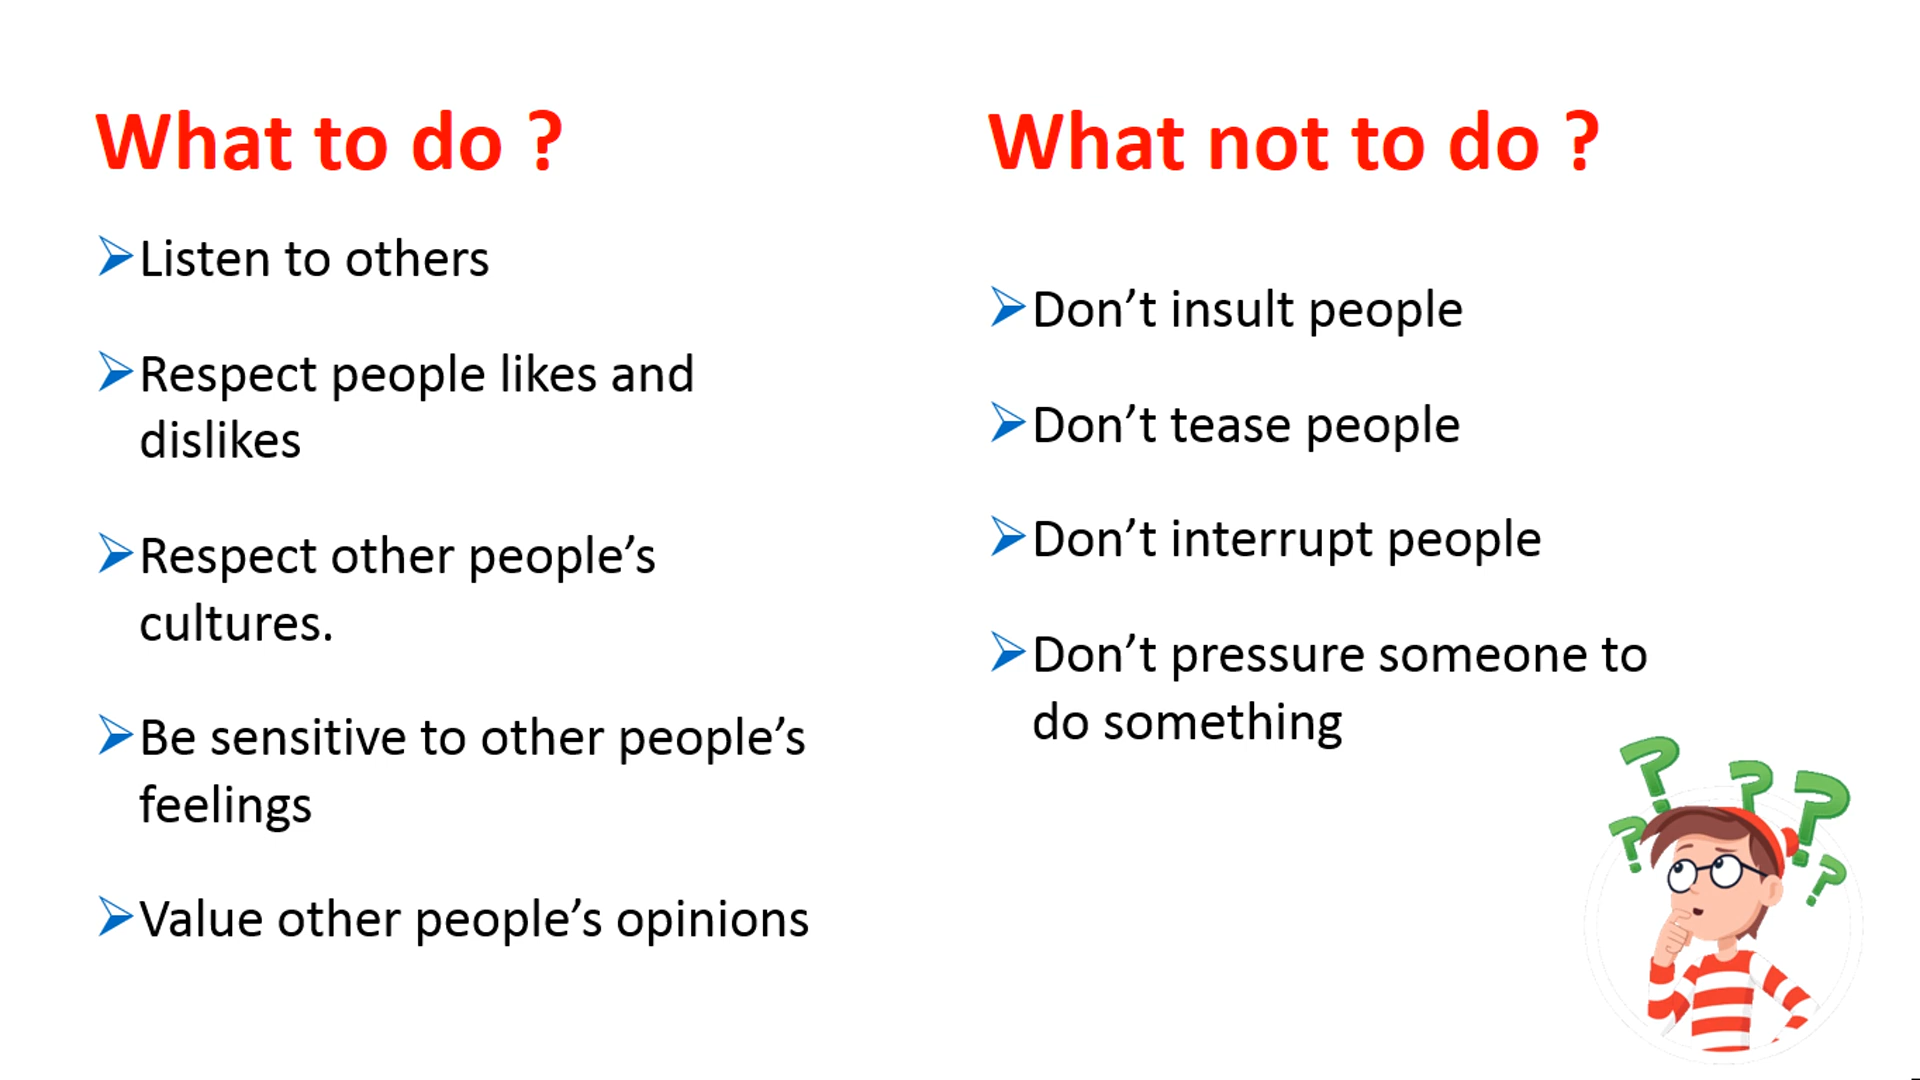 What to do ?
Listen to others
Respect people likes and
dislikes
Respect other people’s
cultures.
Be sensitive to other people’s
feelings
Value other people’s opinions
What not to do ?
Don’t insult people
Don’t tease people
Don’t interrupt people
Don’t pressure someone to
do something
? ? ? ? ?